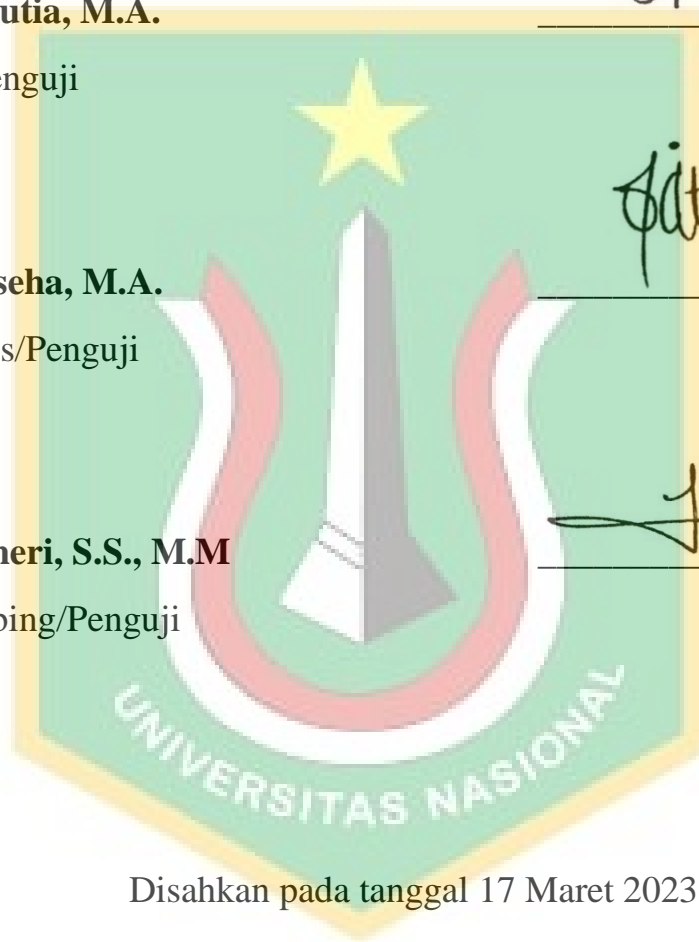 utia, M.A.
enguji
seha, M.A.
s/Penguji
neri, S.S., M.M
bing/Penguji
UNIVERSITAS NASIONAL
Disahkan pada tanggal 17 Maret 2023